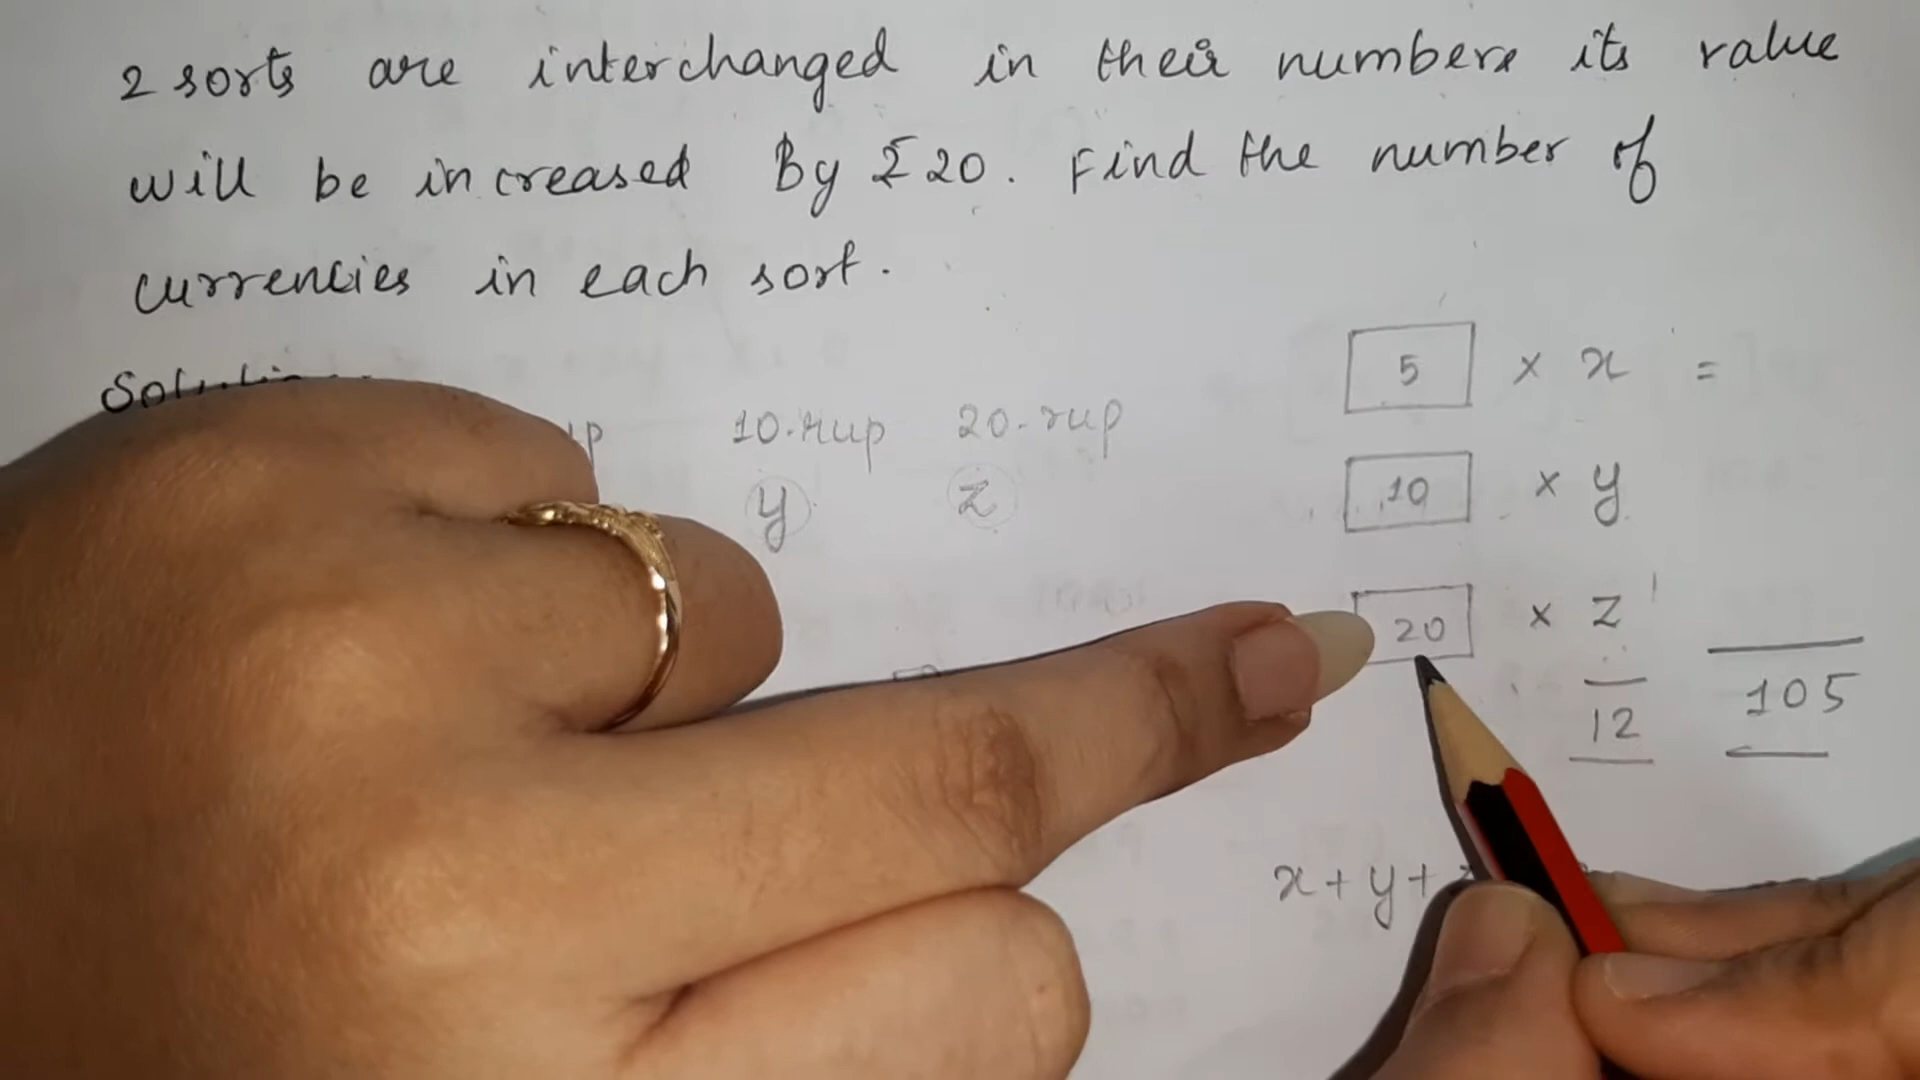 2 sorts are interchanged in their numbers its value
will be increased By ₹ 20. Find the number of
currencies in each sort.
10.rup 20.rup
y z
5 × x =
10 × y
20 × z
12 105
x + y +